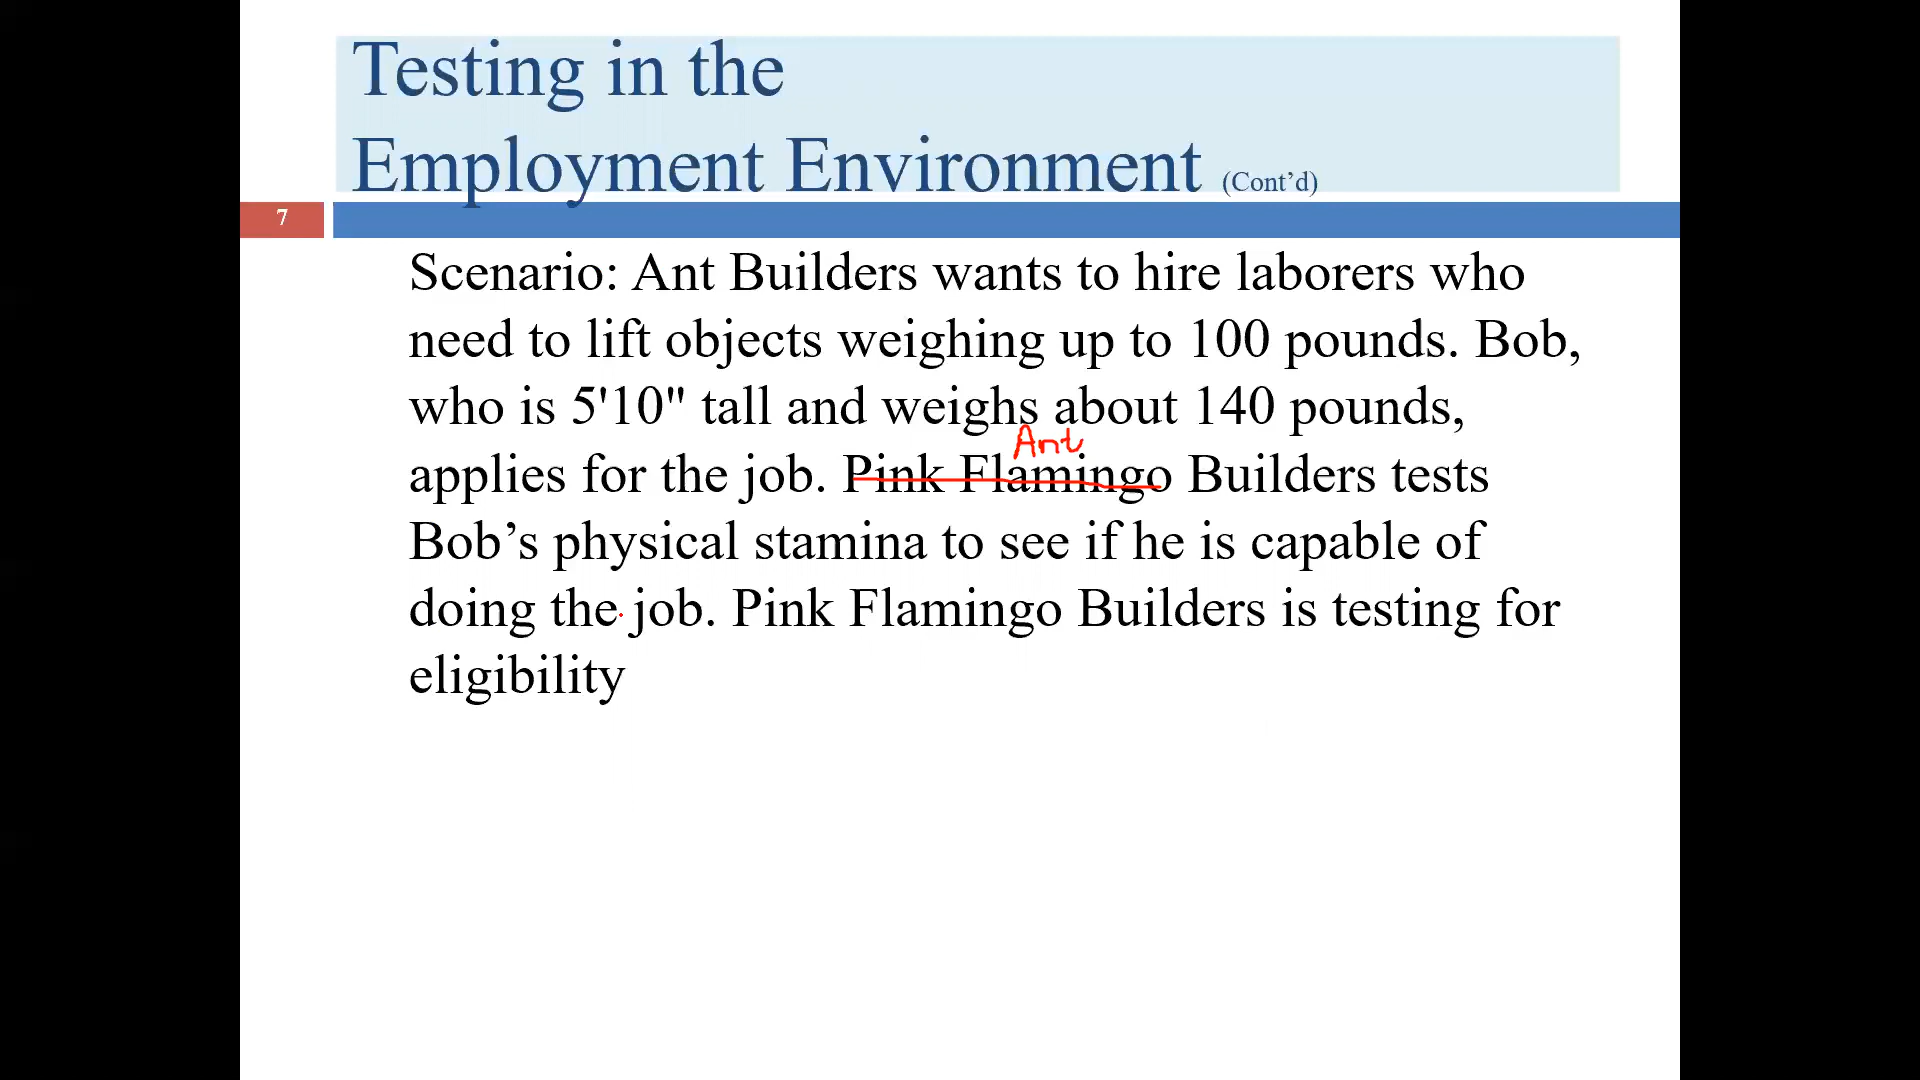 Testing in the
Employment Environment (Cont’d)
7
Scenario: Ant Builders wants to hire laborers who
need to lift objects weighing up to 100 pounds. Bob,
who is 5'10" tall and weighs about 140 pounds,
Ant
applies for the job. Pink Flamingo Builders tests
Bob’s physical stamina to see if he is capable of
doing the job. Pink Flamingo Builders is testing for
eligibility